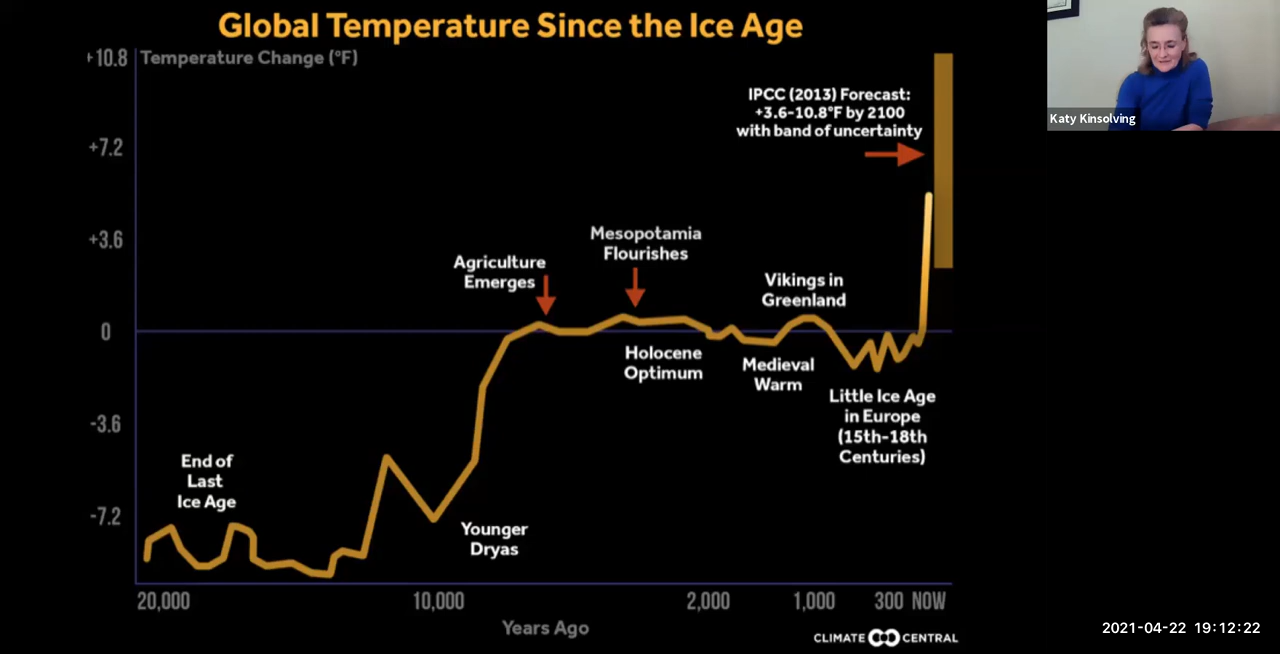 Global Temperature Since the Ice Age
+10.8
Temperature Change (°F)
+7.2
+3.6
0
-3.6
-7.2
IPCC (2013) Forecast:
+3.6-10.8°F by 2100
with band of uncertainty
Katy Kinsolving
Agriculture
Emerges
Mesopotamia
Flourishes
Vikings in
Greenland
Holocene
Optimum
Medieval
Warm
Little Ice Age
in Europe
(15th-18th
Centuries)
End of
Last
Ice Age
Younger
Dryas
20,000
10,000
2,000
1,000
300
NOW
Years Ago
CLIMATE CENTRAL
2021-04-22 19:12:22